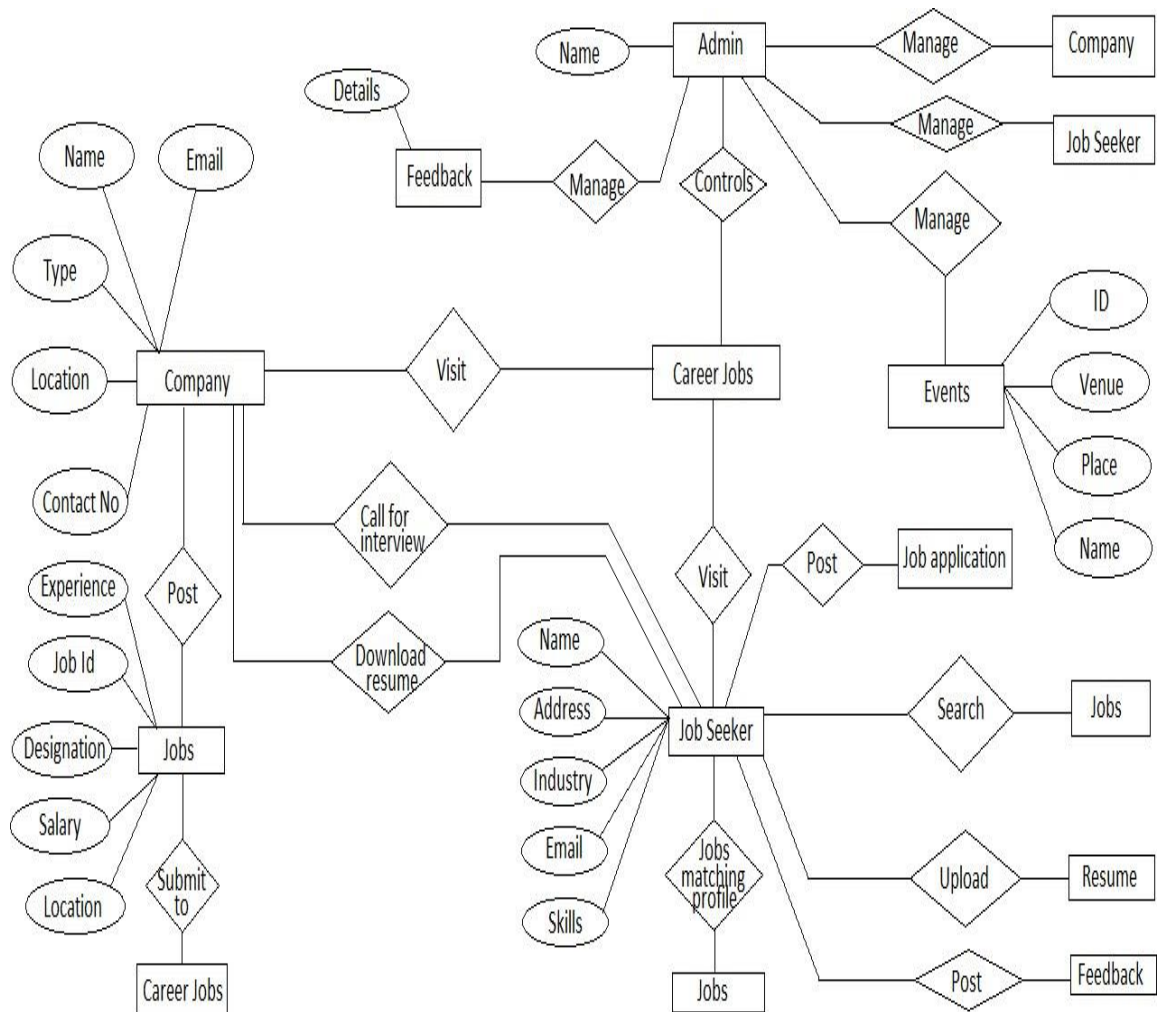 Name
Admin
Manage
Company
Details
Manage
Job Seeker
Name
Email
Feedback
Manage
Controls
Manage
Type
ID
Location
Company
Visit
Career Jobs
Events
Venue
Place
Contact No
Call for
interview
Name
Experience
Post
Visit
Post
Job application
Job Id
Download
resume
Name
Address
Designation
Jobs
Job Seeker
Search
Jobs
Industry
Salary
Email
Jobs
matching
profile
Submit
to
Upload
Resume
Location
Skills
Career Jobs
Jobs
Post
Feedback